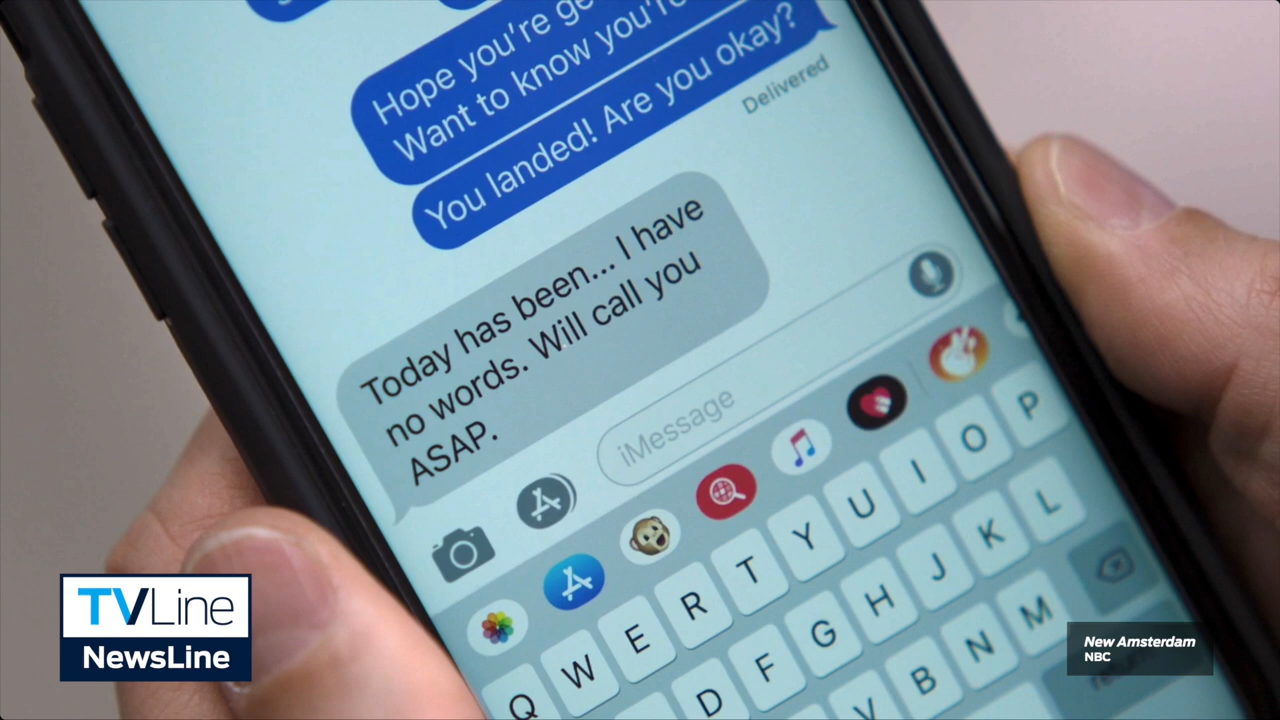 Hope you're ge
Want to know you're
You landed! Are you okay?
Delivered
Today has been... I have
no words. Will call you
ASAP.
iMessage
Q W E R T Y U I O P
D F G H J K L
V B N M
TVLine
NewsLine
New Amsterdam
NBC